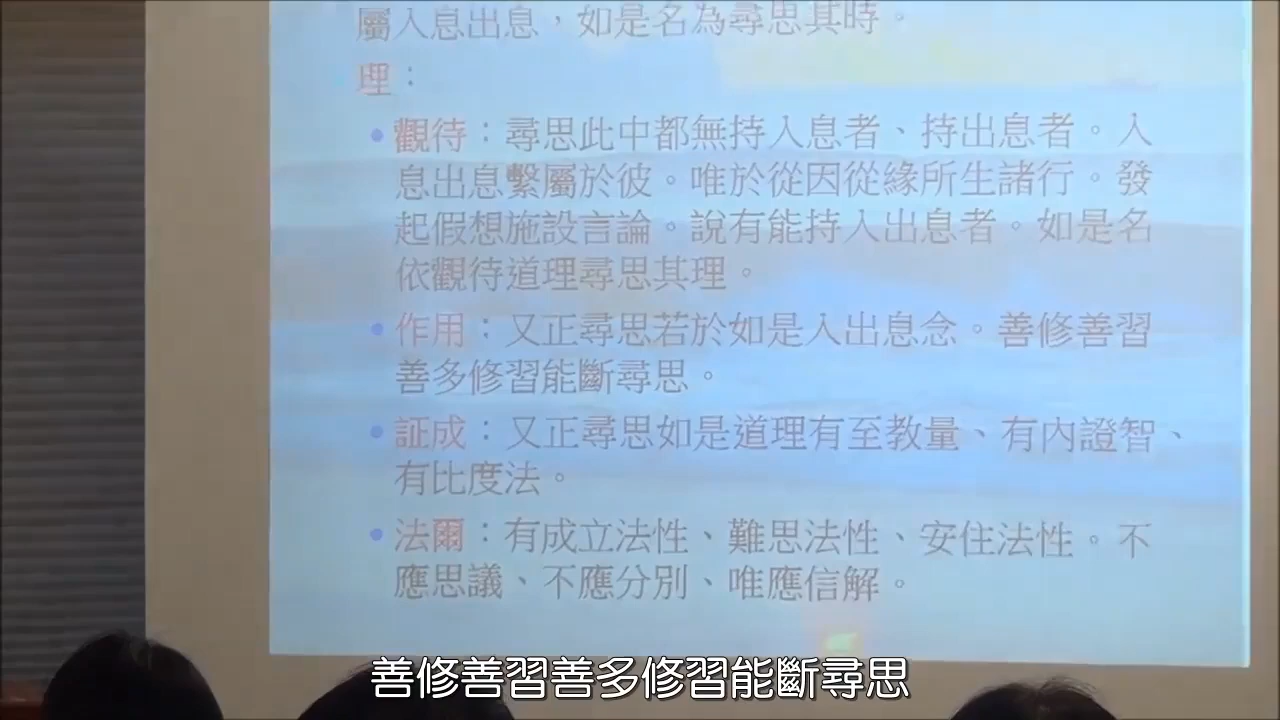 屬入息出息，如是名為尋思其時。
理：
• 觀待：尋思此中都無持入息者、持出息者。入
息出息繫屬於彼。唯於從因從緣所生諸行。發
起假想施設言論。說有能持入出息者。如是名
依觀待道理尋思其理。
• 作用：又正尋思若於如是入出息念。善修善習
善多修習能斷尋思。
• 証成：又正尋思如是道理有至教量、有內證智、
有比度法。
• 法爾：有成立法性、難思法性、安住法性。不
應思議、不應分別、唯應信解。
善修善習善多修習能斷尋思